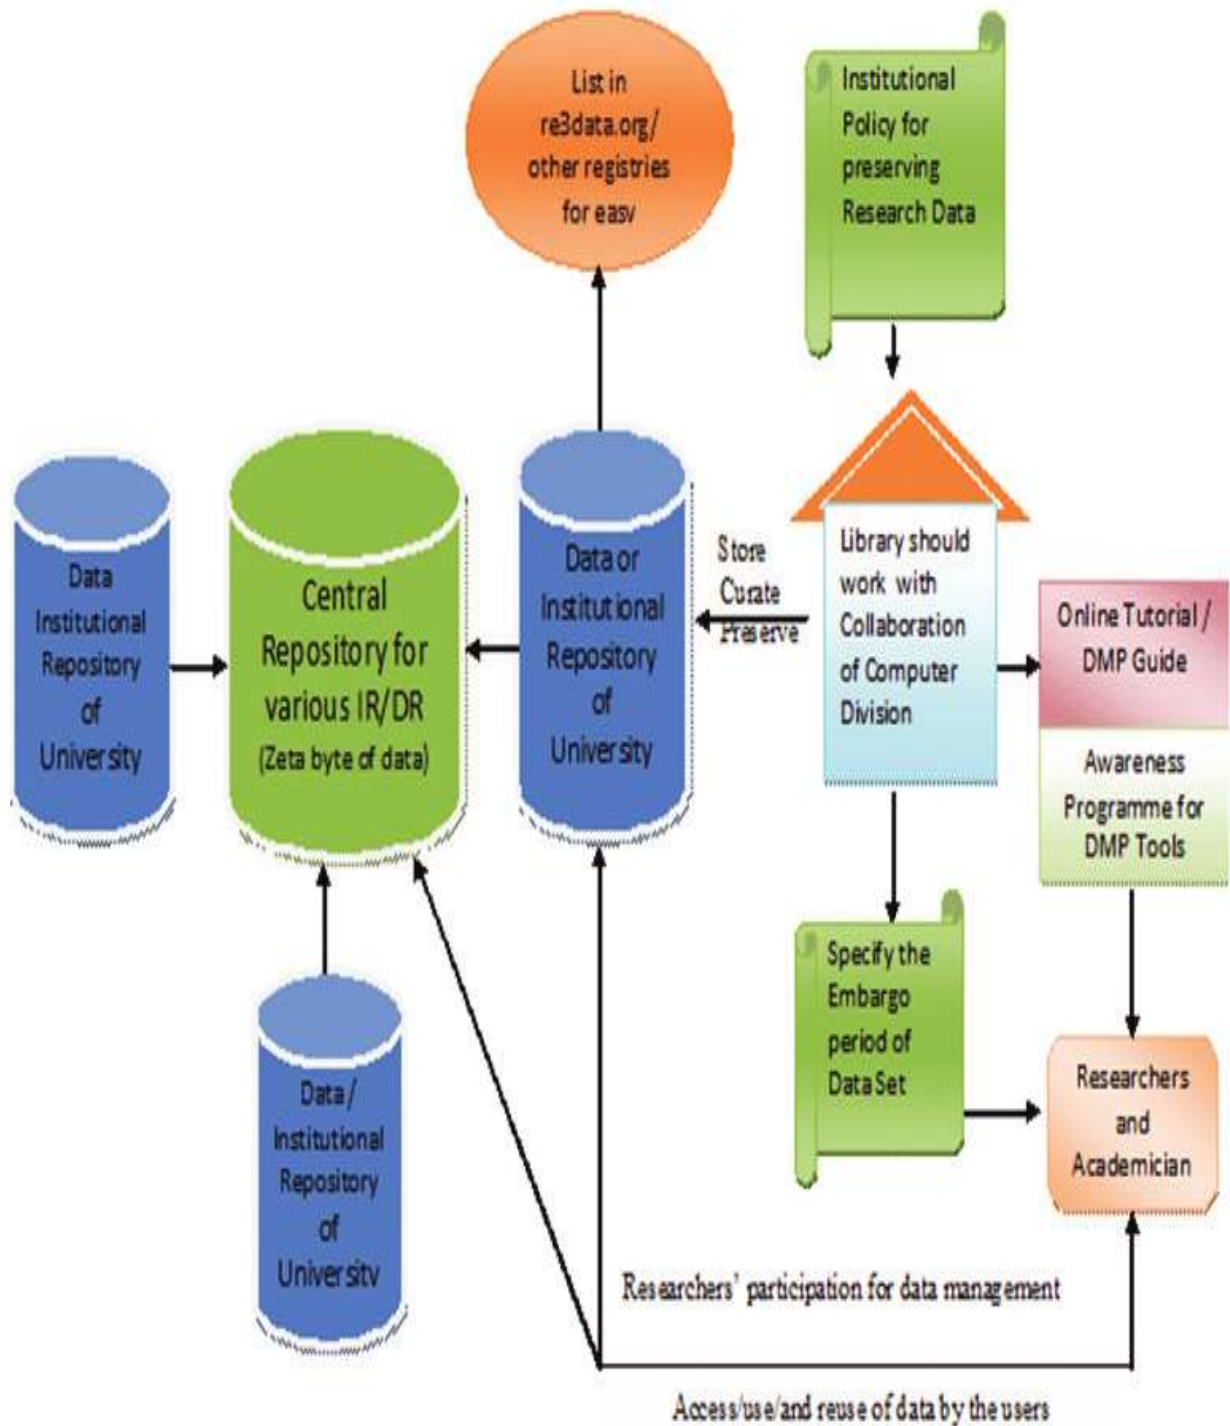 List in
re3data.org/
other registries
for easv
Institutional
Policy for
preserving
Research Data
Data
Institutional
Repository
of
University
Central
Repository for
various IR/DR
(Zeta byte of data)
Data or
Institutional
Repository
of
University
Store
Curate
Preserve
Library should
work with
Collaboration
of Computer
Division
Online Tutorial /
DMP Guide
Awareness
Programme for
DMP Tools
Specify the
Embargo
period of
Data Set
Researchers
and
Academician
Data /
Institutional
Repository
of
Universitv
Researchers' participation for data management
Access/use/and reuse of data by the users